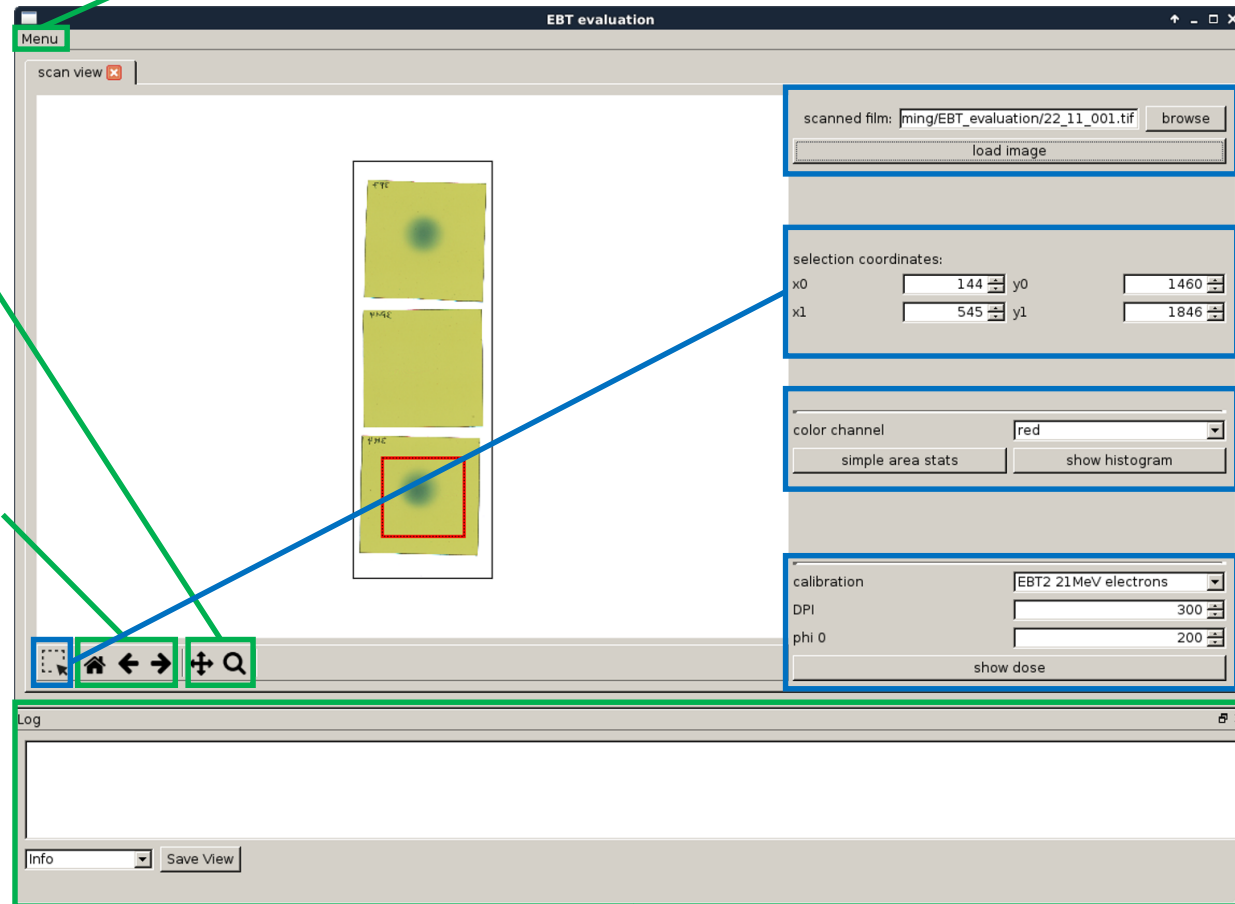 EBT evaluation
Menu
scan view
scanned film: ming/EBT_evaluation/22_11_001.tif browse
load image
selection coordinates:
x0 144 y0 1460
x1 545 y1 1846
color channel red
simple area stats show histogram
calibration EBT2 21MeV electrons
DPI 300
phi 0 200
show dose
Log
Info Save View